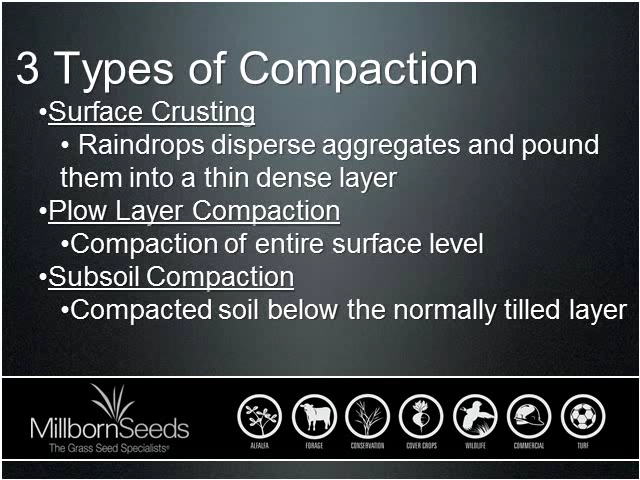 3 Types of Compaction
•Surface Crusting
• Raindrops disperse aggregates and pound
them into a thin dense layer
•Plow Layer Compaction
•Compaction of entire surface level
•Subsoil Compaction
•Compacted soil below the normally tilled layer
MillbornSeeds
The Grass Seed Specialists®
ALFALFA FORAGE CONSERVATION COVER CROPS WILDLIFE COMMERCIAL TURF